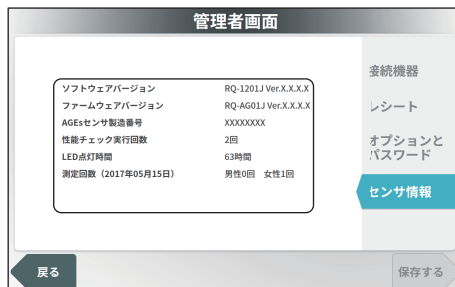 管理者画面
ソフトウェアバージョン RQ-1201J Ver.X.X.X.X
ファームウェアバージョン RQ-AG01J Ver.X.X.X.X
AGEsセンサ製造番号 XXXXXXXX
性能チェック実行回数 2回
LED点灯時間 63時間
測定回数（2017年05月15日） 男性0回 女性1回
接続機器
レシート
オプションと
パスワード
センサ情報
戻る
保存する